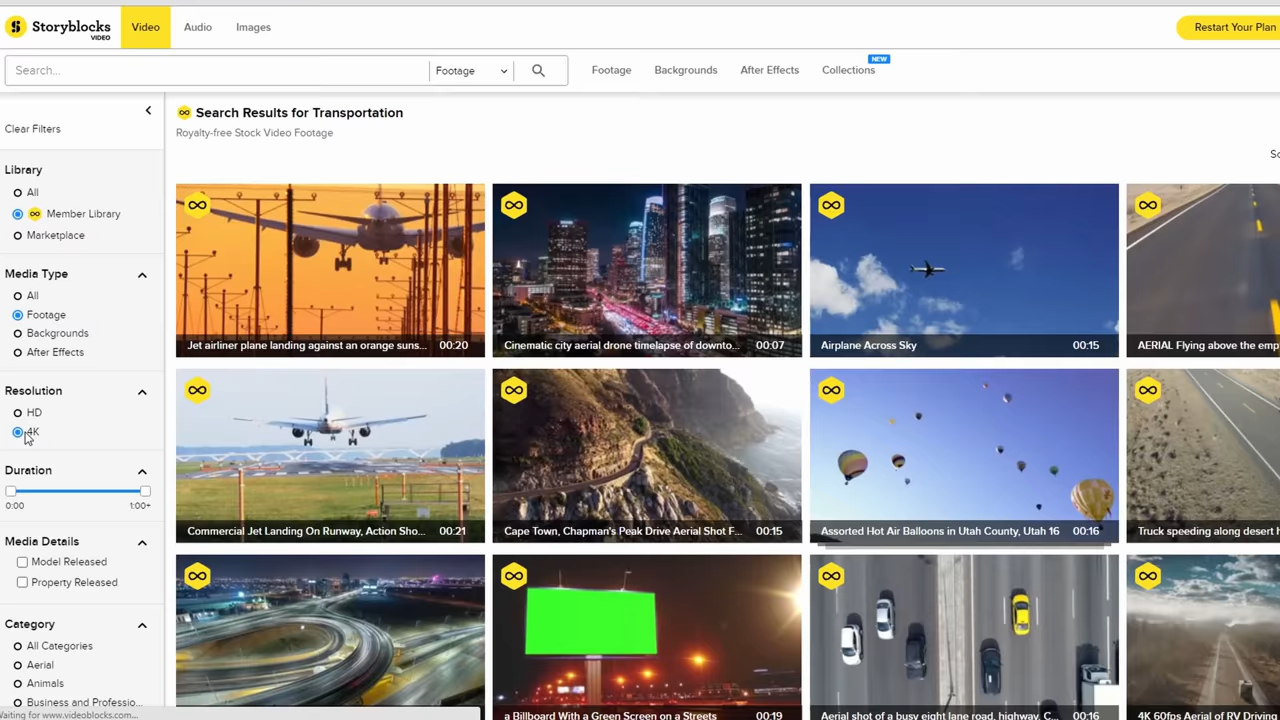 Storyblocks
VIDEO
Video
Audio
Images
Restart Your Plan
Search...
Footage
Footage
Backgrounds
After Effects
Collections
NEW
Clear Filters
Search Results for Transportation
Royalty-free Stock Video Footage
So
Library
All
Member Library
Marketplace
Media Type
All
Footage
Backgrounds
After Effects
Resolution
HD
4K
Duration
0:00
1:00+
Media Details
Model Released
Property Released
Category
All Categories
Aerial
Animals
Business and Professio...
Waiting for www.videoblocks.com...
Jet airliner plane landing against an orange suns...
00:20
Cinematic city aerial drone timelapse of downto...
00:07
Airplane Across Sky
00:15
AERIAL Flying above the emp
Commercial Jet Landing On Runway, Action Sho...
00:21
Cape Town, Chapman's Peak Drive Aerial Shot F...
00:15
Assorted Hot Air Balloons in Utah County, Utah 16
00:16
Truck speeding along desert h
a Billboard With a Green Screen on a Streets
00:19
Aerial shot of a busy eight lane road, highway, C...
00:16
4K 60fps Aerial of RV Driving